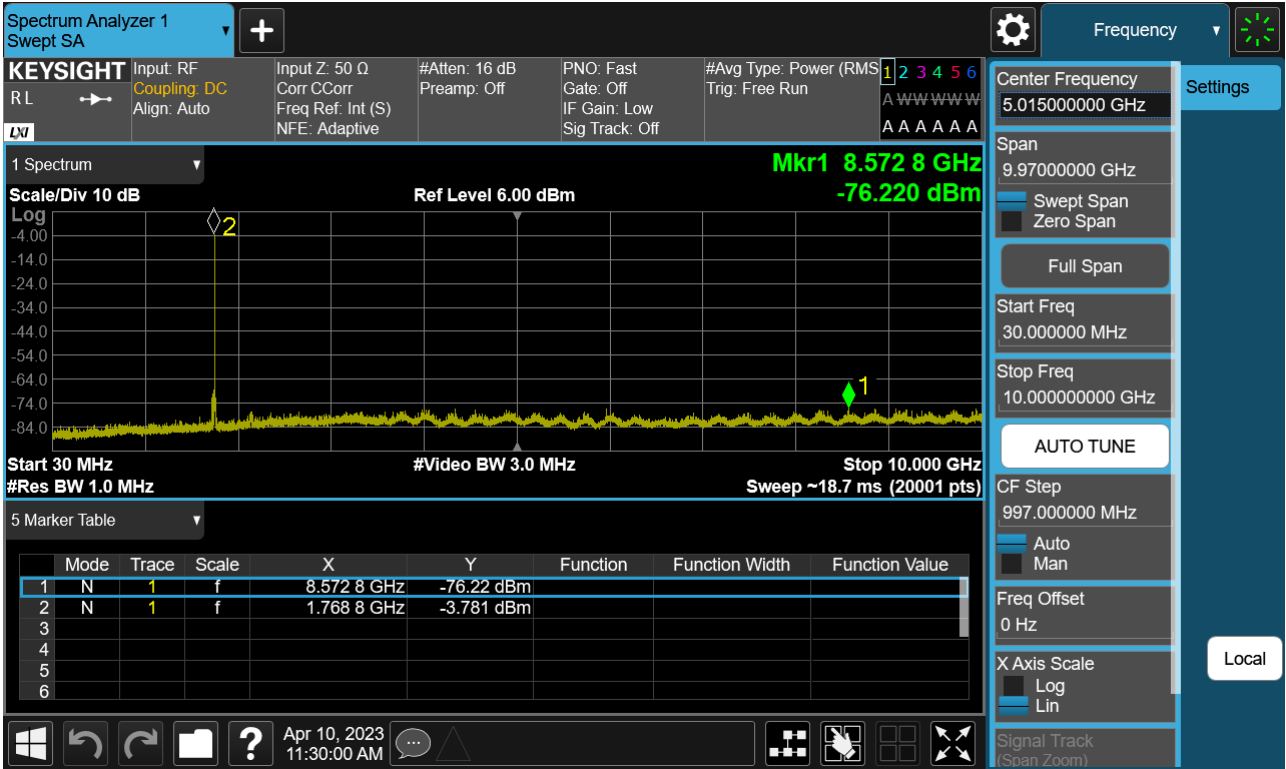 Spectrum Analyzer 1
Swept SA
Frequency
KEYSIGHT
R L
LXI
Input: RF
Coupling: DC
Align: Auto
Input Z: 50 Ω
Corr CCorr
Freq Ref: Int (S)
NFE: Adaptive
#Atten: 16 dB
Preamp: Off
PNO: Fast
Gate: Off
IF Gain: Low
Sig Track: Off
#Avg Type: Power (RMS
Trig: Free Run
1 2 3 4 5 6
A W W W W W
A A A A A A
1 Spectrum
Mkr1 8.572 8 GHz
-76.220 dBm
Scale/Div 10 dB
Ref Level 6.00 dBm
Log
-4.00
-14.0
-24.0
-34.0
-44.0
-54.0
-64.0
-74.0
-84.0
2
1
Start 30 MHz
#Video BW 3.0 MHz
Stop 10.000 GHz
#Res BW 1.0 MHz
Sweep ~18.7 ms (20001 pts)
5 Marker Table
Mode Trace Scale X Y Function Function Width Function Value
1 N 1 f 8.572 8 GHz -76.22 dBm
2 N 1 f 1.768 8 GHz -3.781 dBm
3
4
5
6
Apr 10, 2023
11:30:00 AM
Center Frequency
5.015000000 GHz
Span
9.97000000 GHz
Swept Span
Zero Span
Full Span
Start Freq
30.000000 MHz
Stop Freq
10.000000000 GHz
AUTO TUNE
CF Step
997.000000 MHz
Auto
Man
Freq Offset
0 Hz
X Axis Scale
Log
Lin
Signal Track
(Span Zoom)
Settings
Local